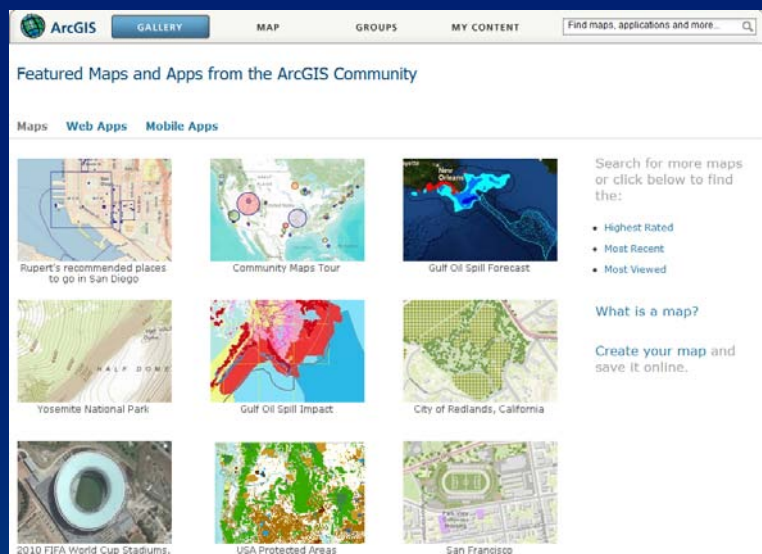 ArcGIS GALLERY MAP GROUPS MY CONTENT Find maps, applications and more...
Featured Maps and Apps from the ArcGIS Community
Maps Web Apps Mobile Apps
Rupert's recommended places
to go in San Diego
Community Maps Tour
Gulf Oil Spill Forecast
New
Orleans
Search for more maps
or click below to find
the:
Highest Rated
Most Recent
Most Viewed
What is a map?
Create your map and
save it online.
HALF DOME
Yosemite National Park
Gulf Oil Spill Impact
City of Redlands, California
2010 FIFA World Cup Stadiums,
USA Protected Areas
San Francisco